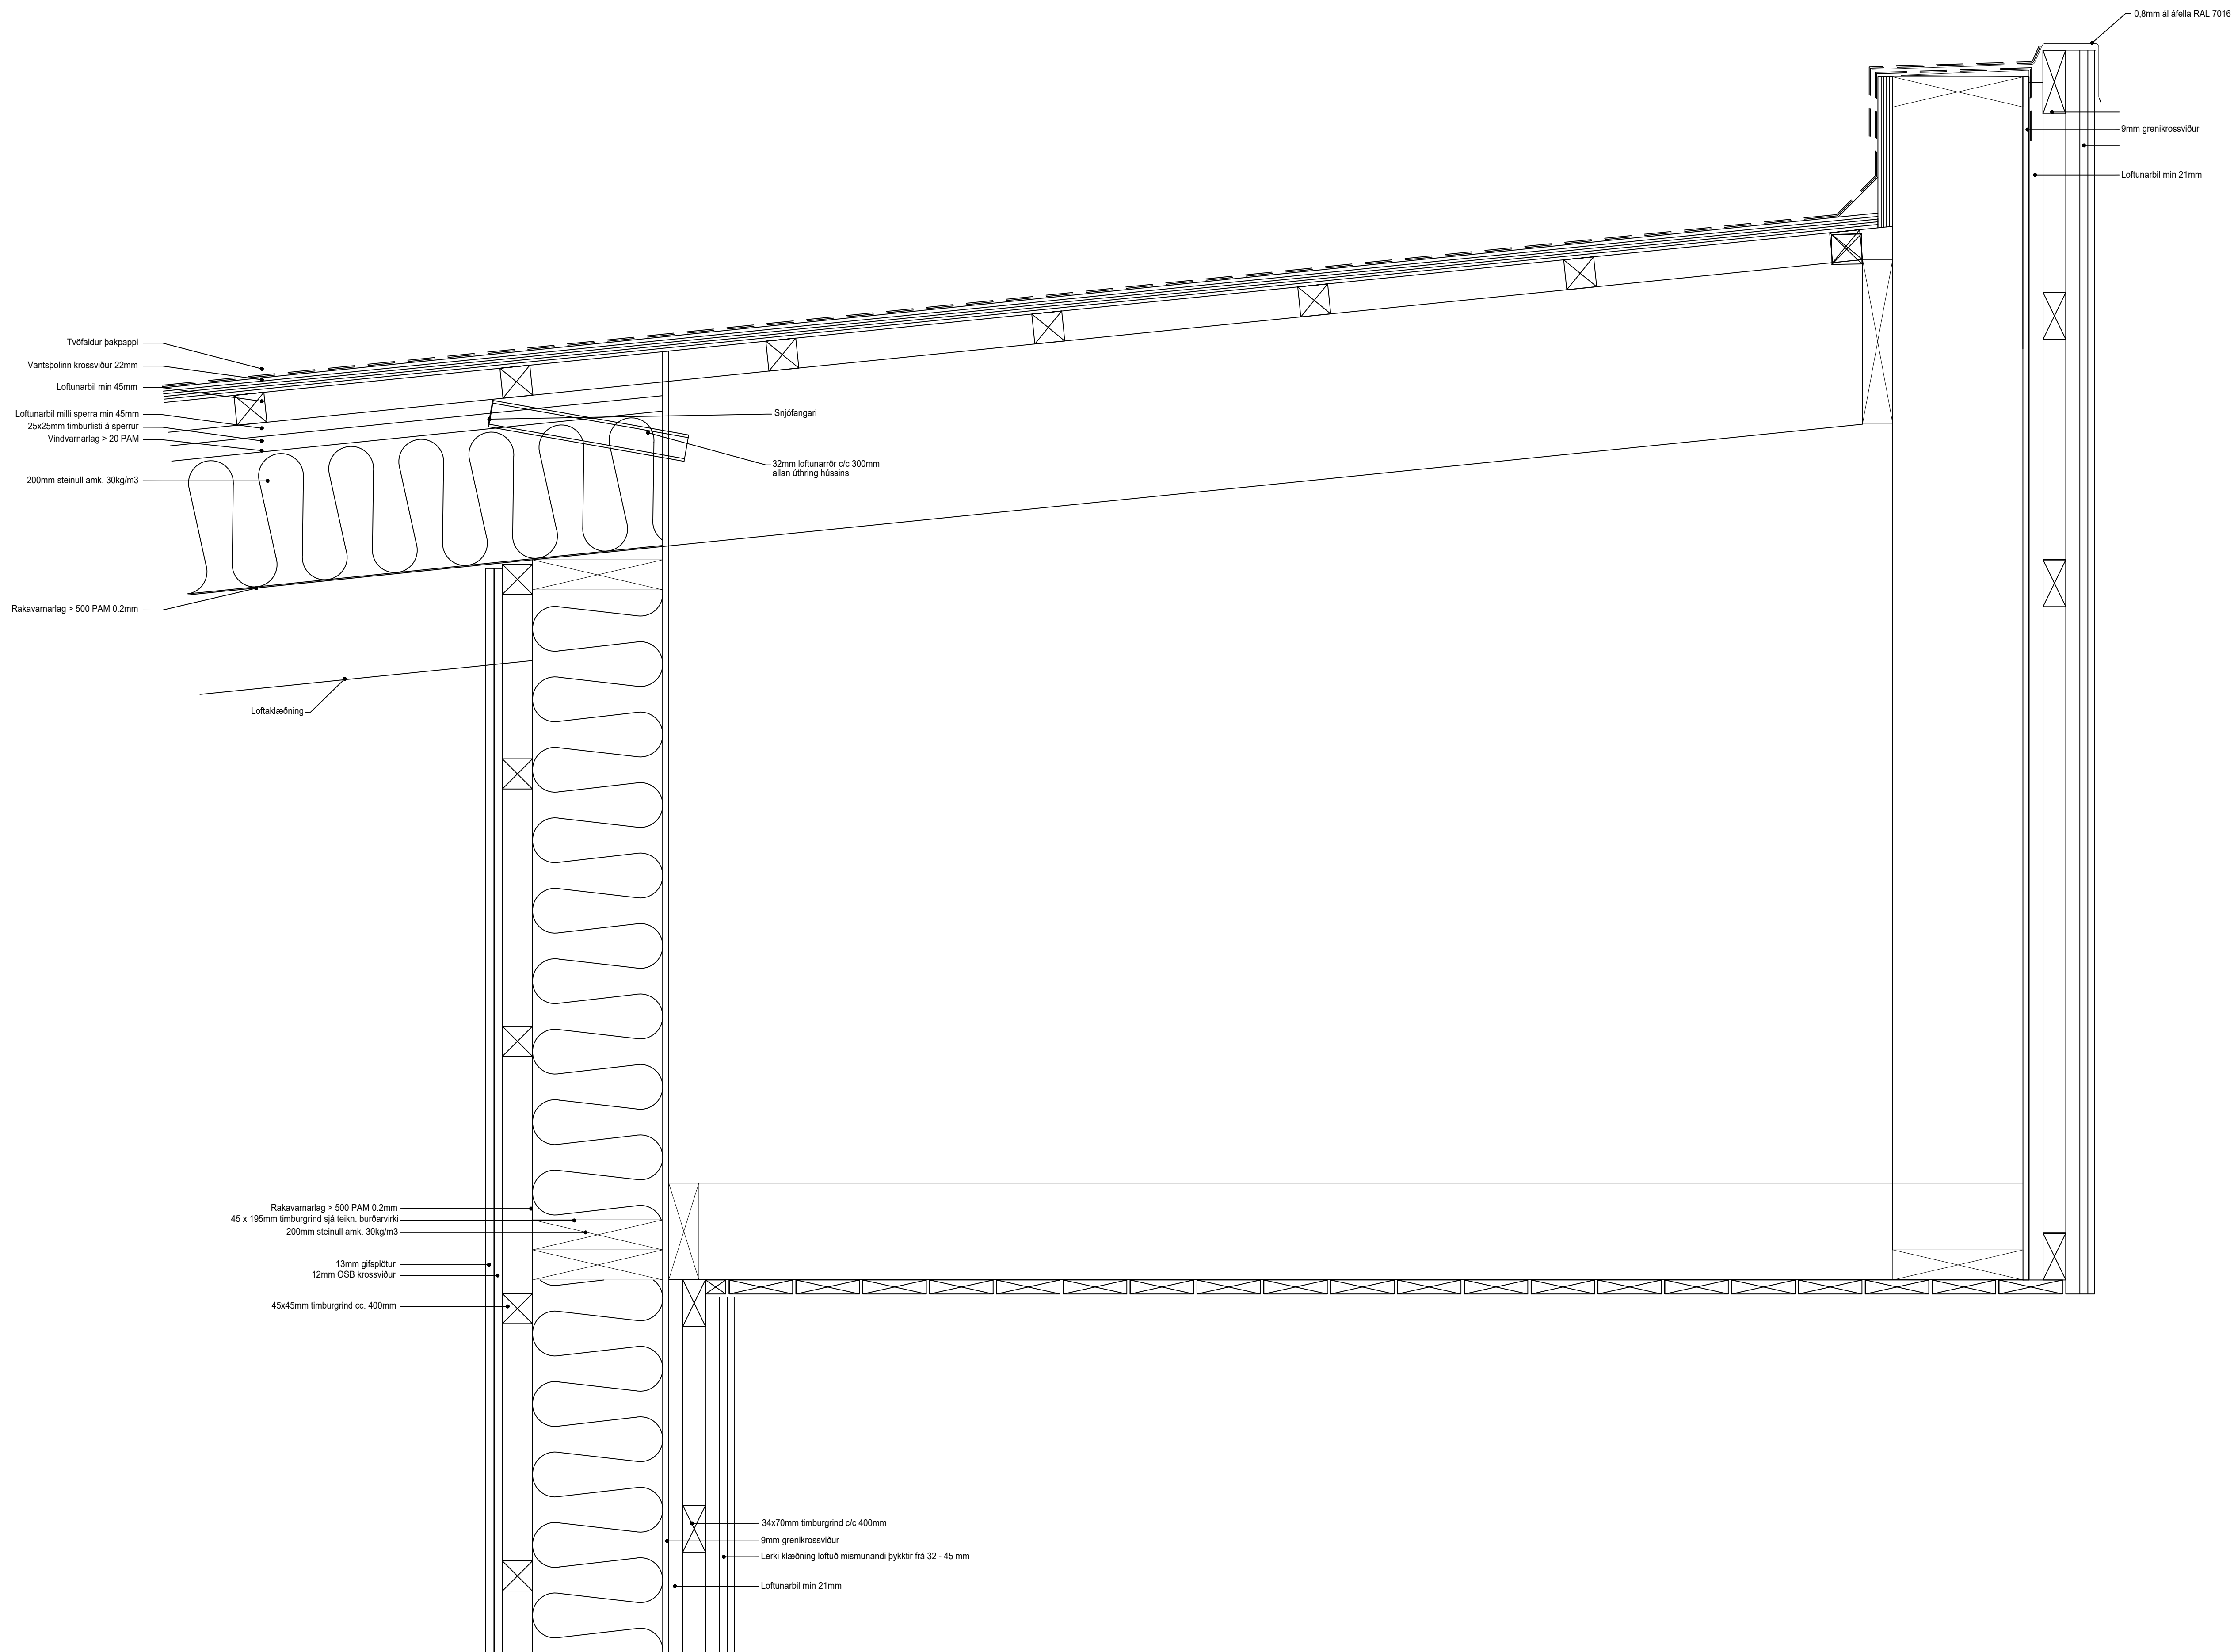 0,8mm ál áfella RAL 7016
9mm grenikrossviður
Loftunarbil min 21mm
Tvöfaldur þakpappi
Vantsþolinn krossviður 22mm
Loftunarbil min 45mm
Loftunarbil milli sperra min 45mm
25x25mm timburlisti á sperrur
Vindvarnarlag > 20 PAM
200mm steinull amk. 30kg/m3
Snjófangari
32mm loftunarrör c/c 300mm
allan úthring hússins
Rakavarnarlag > 500 PAM 0.2mm
Loftaklæðning
Rakavarnarlag > 500 PAM 0.2mm
45 x 195mm timburgrind sjá teikn. burðarvirki
200mm steinull amk. 30kg/m3
13mm gifsplötur
12mm OSB krossviður
45x45mm timburgrind cc. 400mm
34x70mm timburgrind c/c 400mm
9mm grenikrossviður
Lerki klæðning loftuð mismunandi þykktir frá 32 - 45 mm
Loftunarbil min 21mm